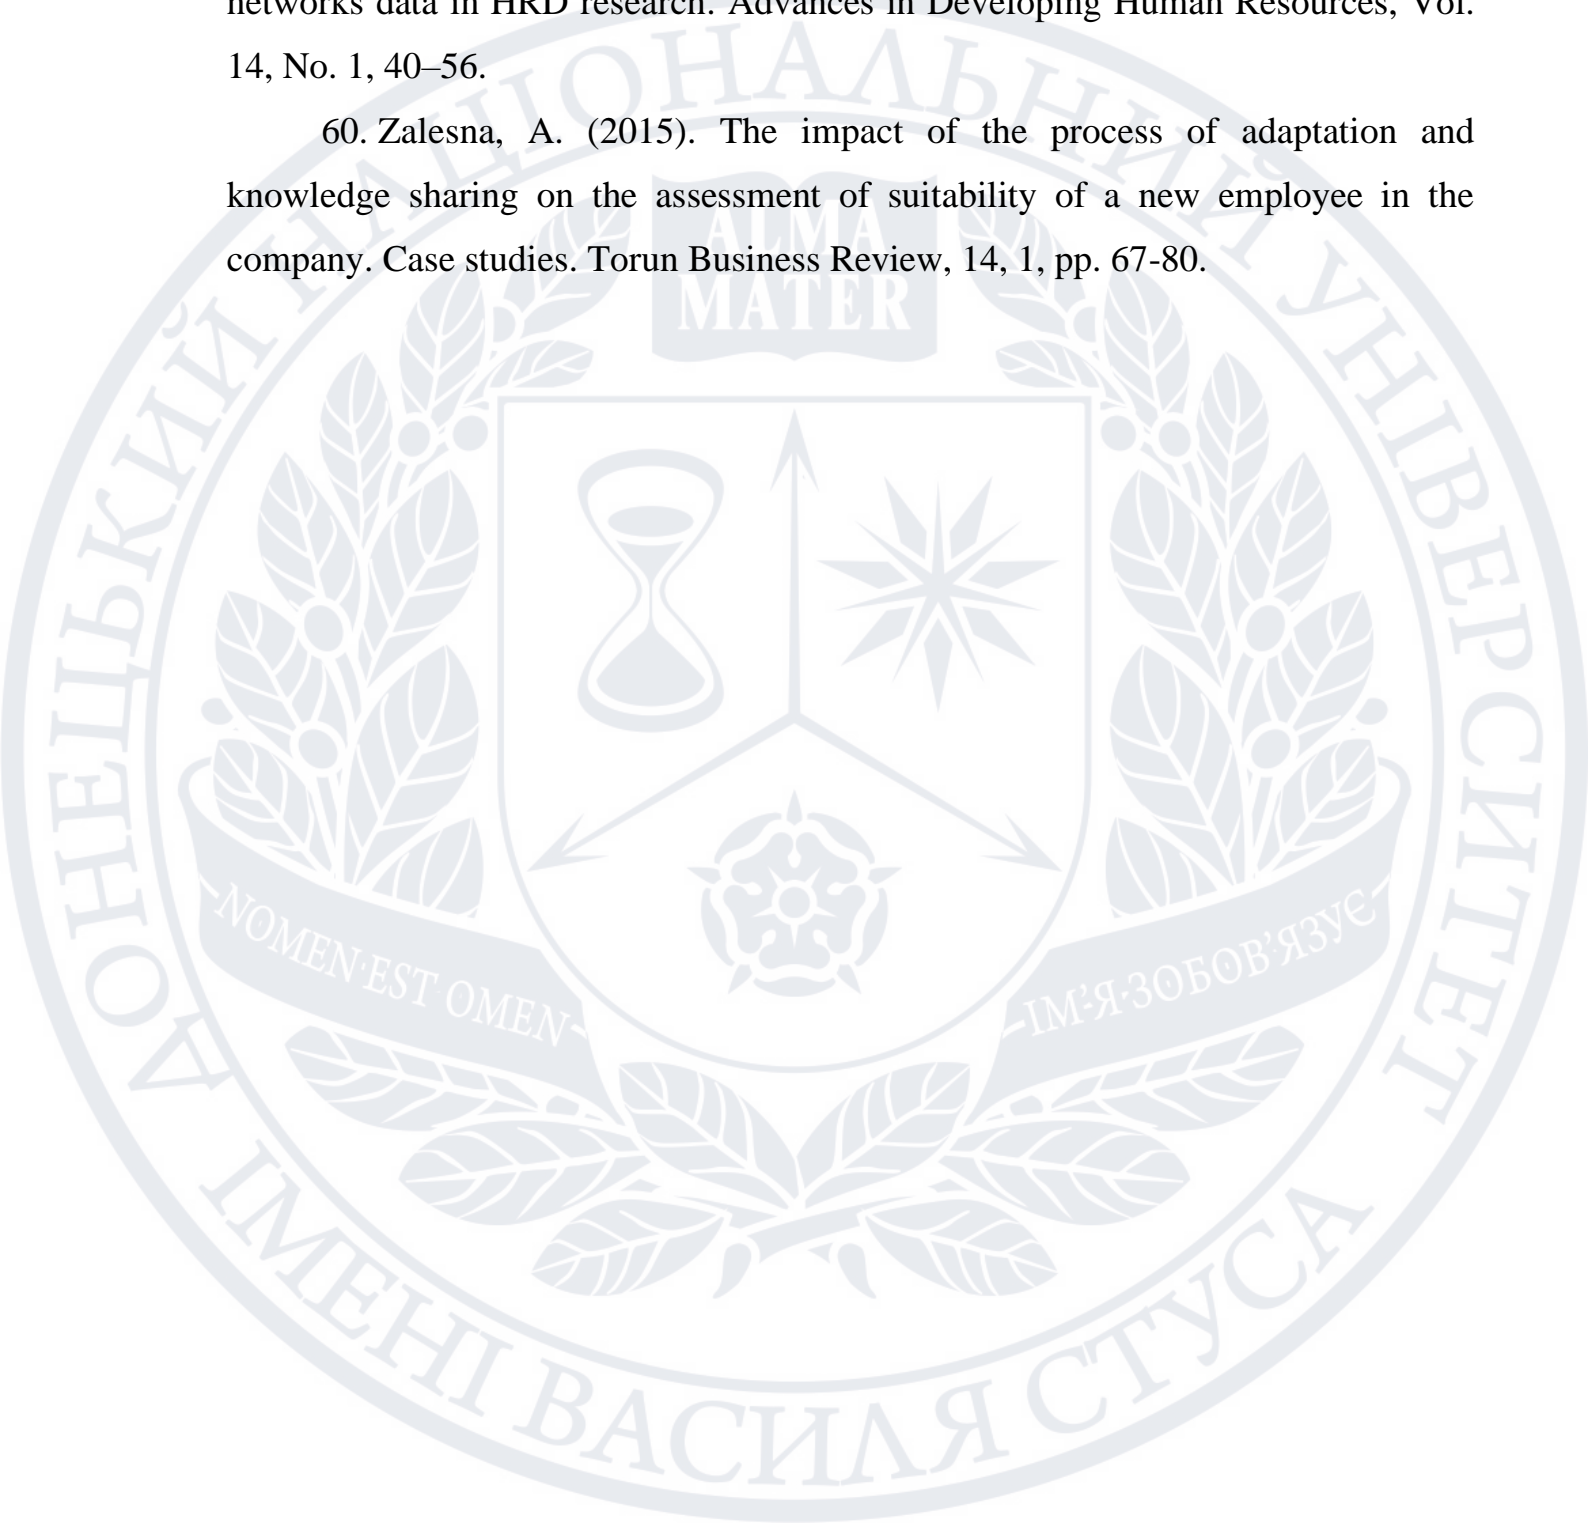 networks data in HRD research. Advances in Developing Human Resources, Vol.
14, No. 1, 40–56.
60. Zalesna, A. (2015). The impact of the process of adaptation and
knowledge sharing on the assessment of suitability of a new employee in the
company. Case studies. Torun Business Review, 14, 1, pp. 67-80.
ДОНЕЦЬКИЙ НАЦІОНАЛЬНИЙ УНІВЕРСИТЕТ
ALMA
MATER
NOMEN EST OMEN
ІМ'Я ЗОБОВ'ЯЗУЄ
ІМЕНІ ВАСИЛЯ СТУСА